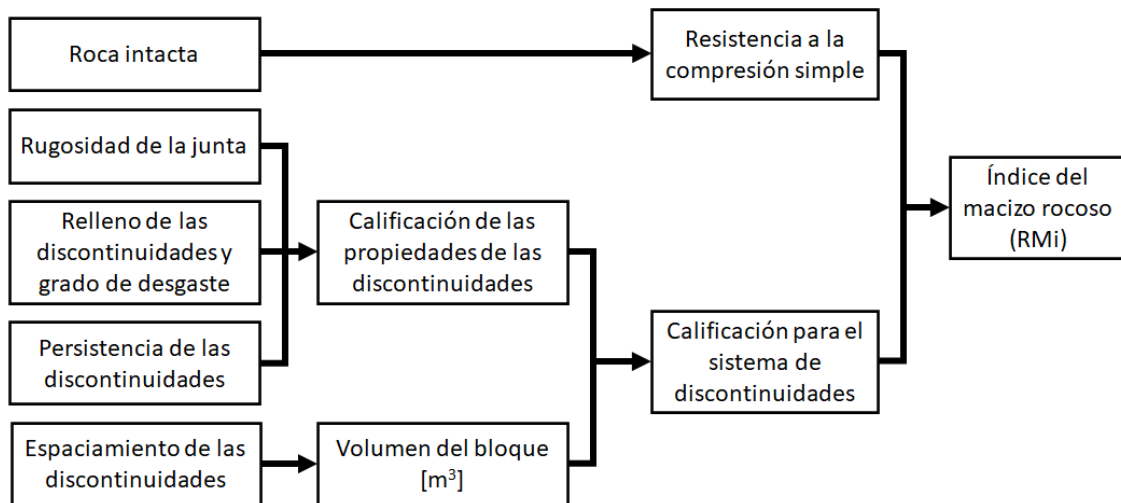 Roca intacta
Resistencia a la
compresión simple
Rugosidad de la junta
Relleno de las
discontinuidades y
grado de desgaste
Calificación de las
propiedades de las
discontinuidades
Índice del
macizo rocoso
(RMi)
Persistencia de las
discontinuidades
Calificación para el
sistema de
discontinuidades
Espaciamiento de las
discontinuidades
Volumen del bloque
[m³]